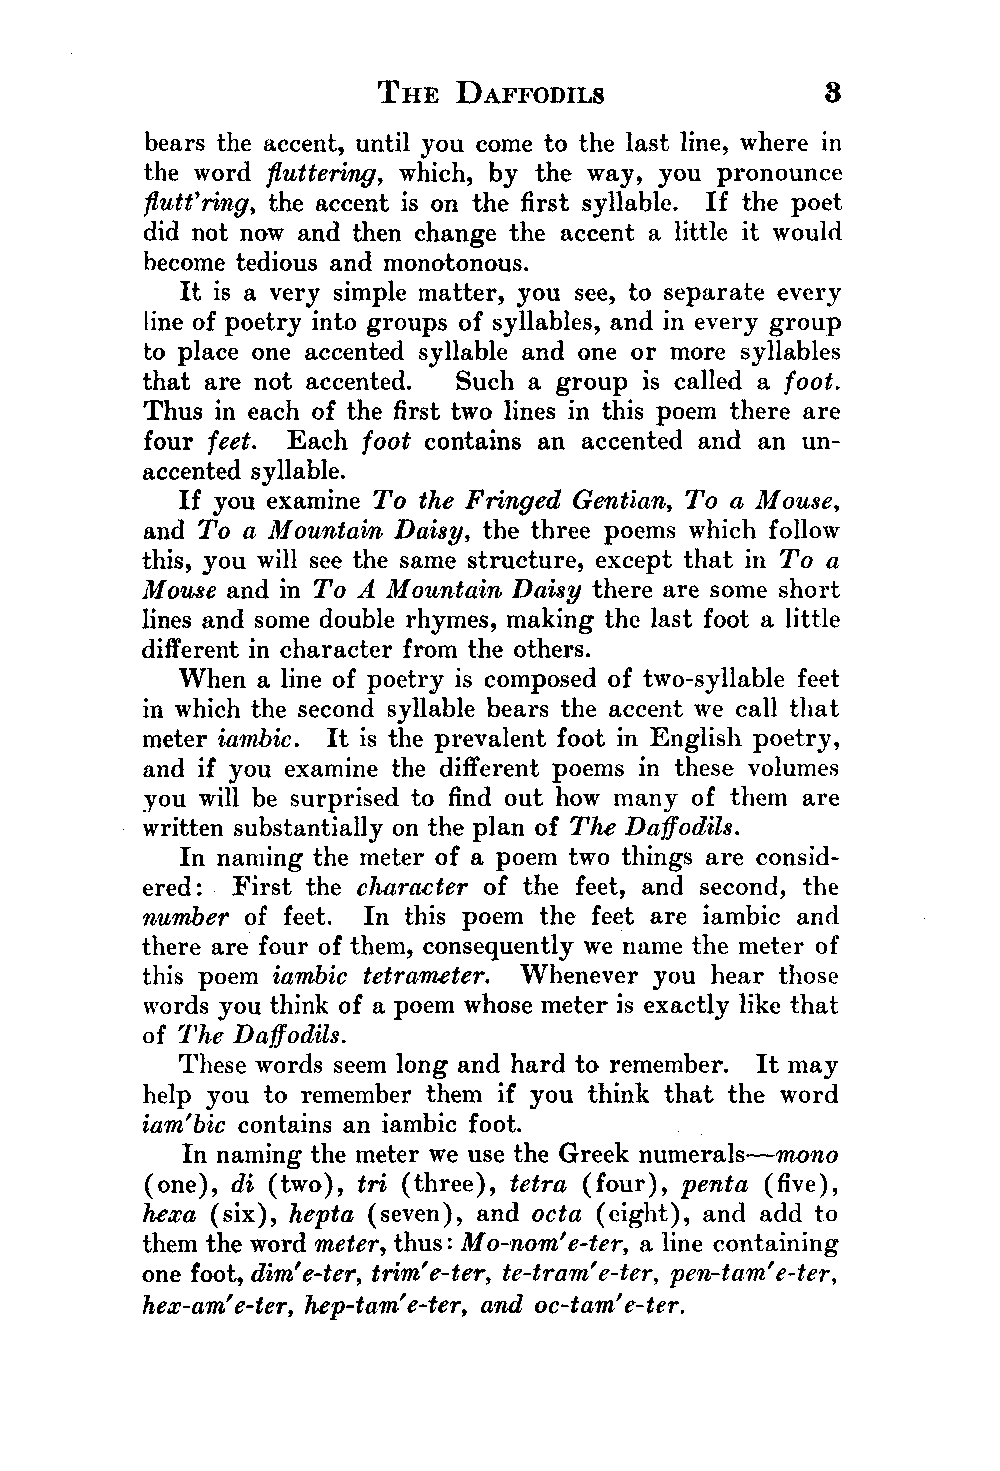 THE DAFFODILS 3
bears the accent, until you come to the last line, where in
the word fluttering, which, by the way, you pronounce
flutt'ring, the accent is on the first syllable. If the poet
did not now and then change the accent a little it would
become tedious and monotonous.
It is a very simple matter, you see, to separate every
line of poetry into groups of syllables, and in every group
to place one accented syllable and one or more syllables
that are not accented. Such a group is called a foot.
Thus in each of the first two lines in this poem there are
four feet. Each foot contains an accented and an un-
accented syllable.
If you examine To the Fringed Gentian, To a Mouse,
and To a Mountain Daisy, the three poems which follow
this, you will see the same structure, except that in To a
Mouse and in To A Mountain Daisy there are some short
lines and some double rhymes, making the last foot a little
different in character from the others.
When a line of poetry is composed of two-syllable feet
in which the second syllable bears the accent we call that
meter iambic. It is the prevalent foot in English poetry,
and if you examine the different poems in these volumes
you will be surprised to find out how many of them are
written substantially on the plan of The Daffodils.
In naming the meter of a poem two things are consid-
ered: First the character of the feet, and second, the
number of feet. In this poem the feet are iambic and
there are four of them, consequently we name the meter of
this poem iambic tetrameter. Whenever you hear those
words you think of a poem whose meter is exactly like that
of The Daffodils.
These words seem long and hard to remember. It may
help you to remember them if you think that the word
iam'bic contains an iambic foot.
In naming the meter we use the Greek numerals—mono
(one), di (two), tri (three), tetra (four), penta (five),
hexa (six), hepta (seven), and octa (eight), and add to
them the word meter, thus: Mo-nom'e-ter, a line containing
one foot, dim'e-ter, trim'e-ter, te-tram'e-ter, pen-tam'e-ter,
hex-am'e-ter, hep-tam'e-ter, and oc-tam'e-ter.